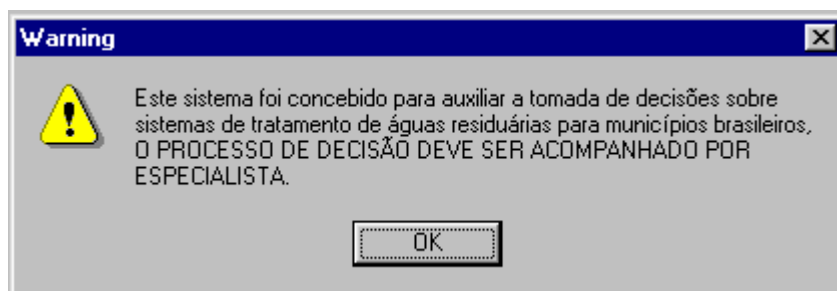 Warning
Este sistema foi concebido para auxiliar a tomada de decisões sobre
sistemas de tratamento de águas residuárias para municípios brasileiros,
O PROCESSO DE DECISÃO DEVE SER ACOMPANHADO POR
ESPECIALISTA.
OK